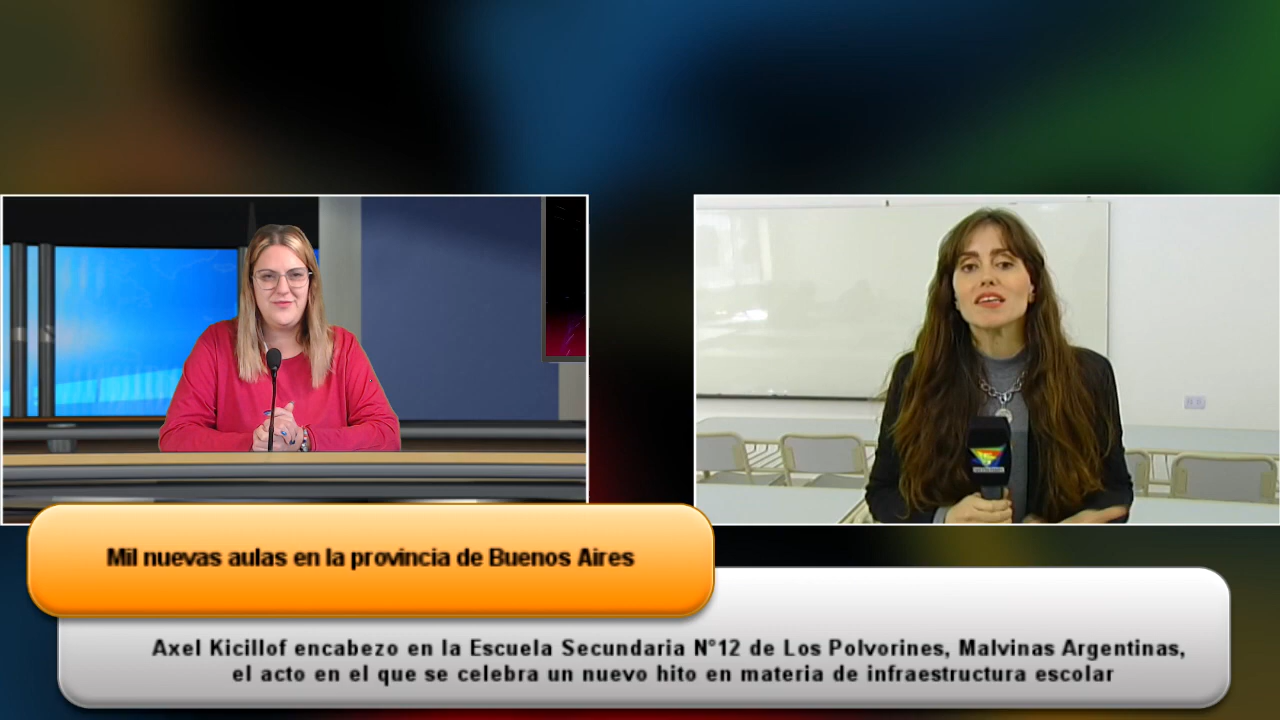 Mil nuevas aulas en la provincia de Buenos Aires
Axel Kicillof encabezo en la Escuela Secundaria N°12 de Los Polvorines, Malvinas Argentinas,
el acto en el que se celebra un nuevo hito en materia de infraestructura escolar